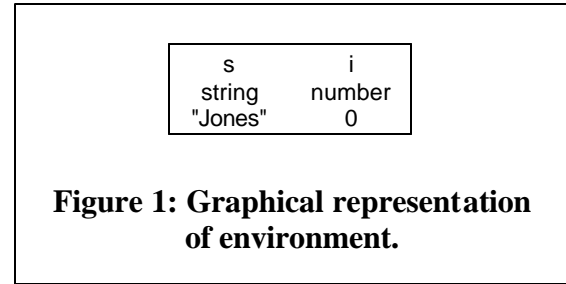 s i
string number
"Jones" 0
Figure 1: Graphical representation
of environment.